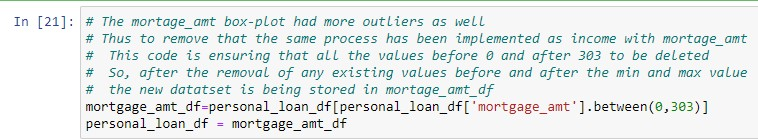 In [21]: # The mortage_amt box-plot had more outliers as well
# Thus to remove that the same process has been implemented as income with mortage_amt
#  This code is ensuring that all the values before 0 and after 303 to be deleted
#  So, after the removal of any existing values before and after the min and max value
#  the new datatset is being stored in mortage_amt_df
mortgage_amt_df=personal_loan_df[personal_loan_df['mortgage_amt'].between(0,303)]
personal_loan_df = mortgage_amt_df